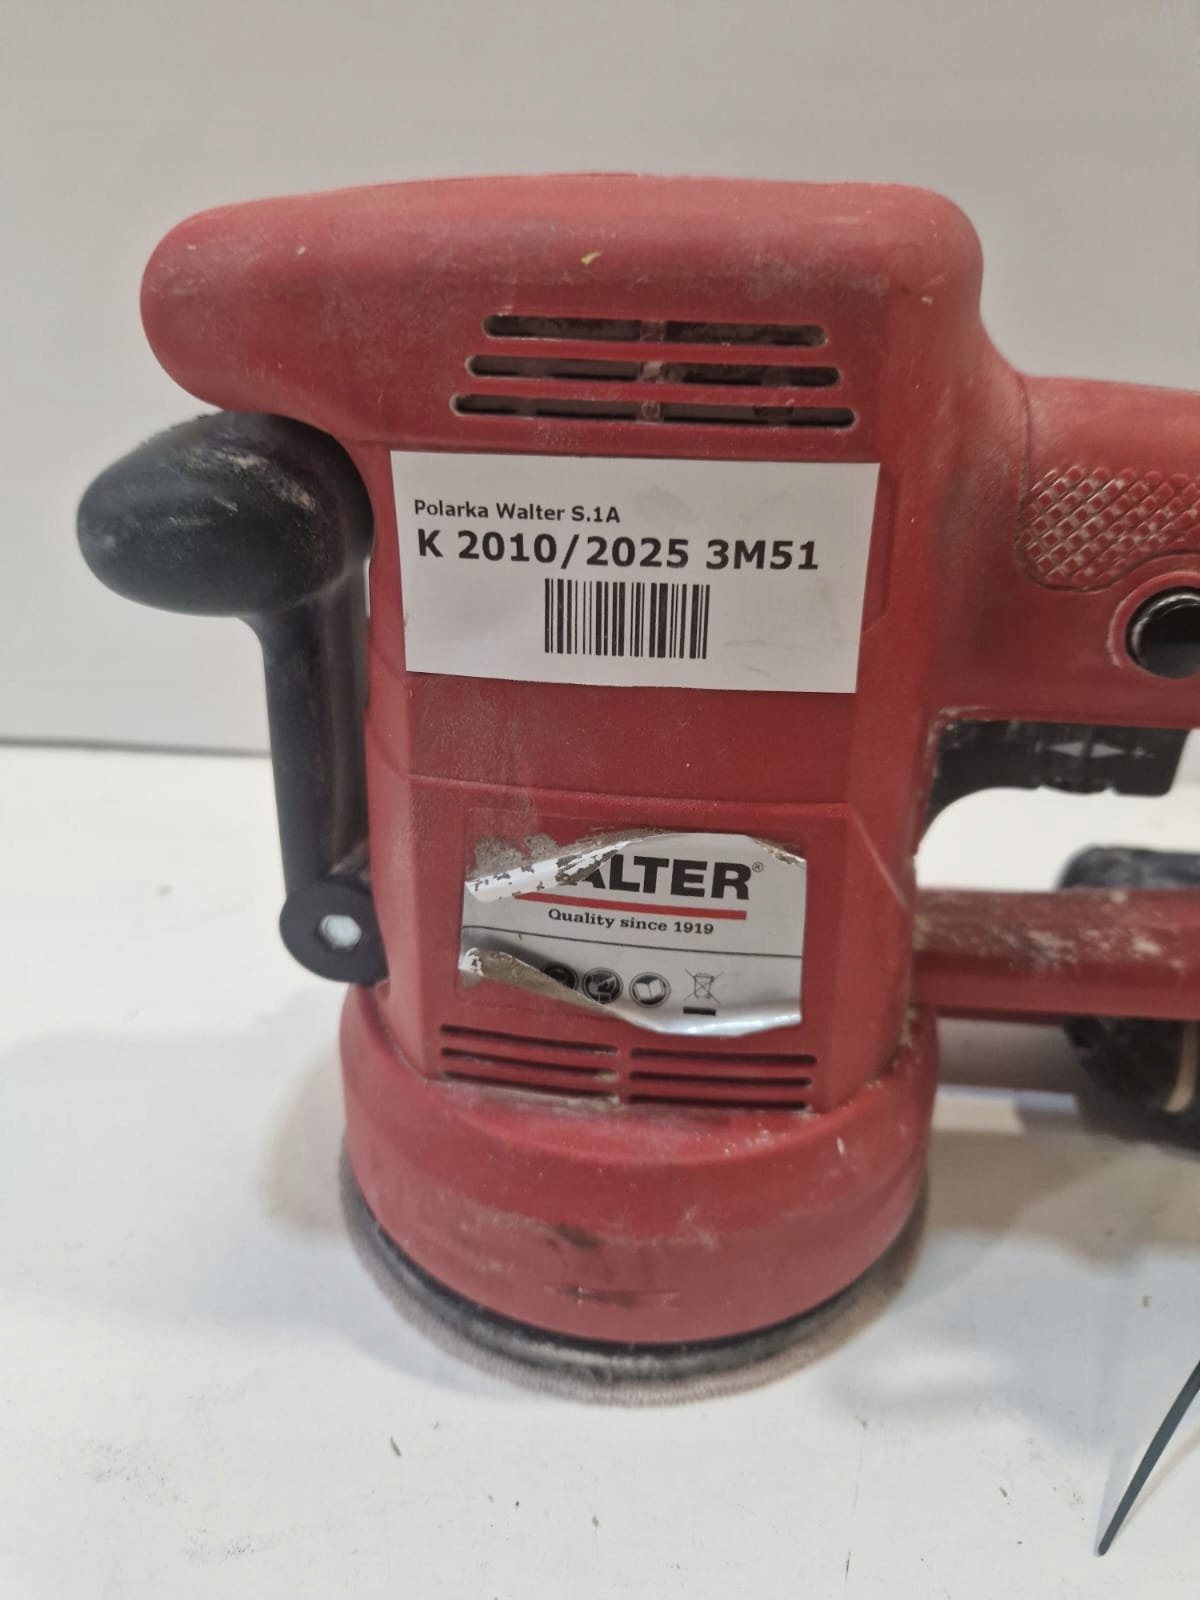 Polarka Walter S.1A
K 2010/2025 3M51
ALTER®
Quality since 1919